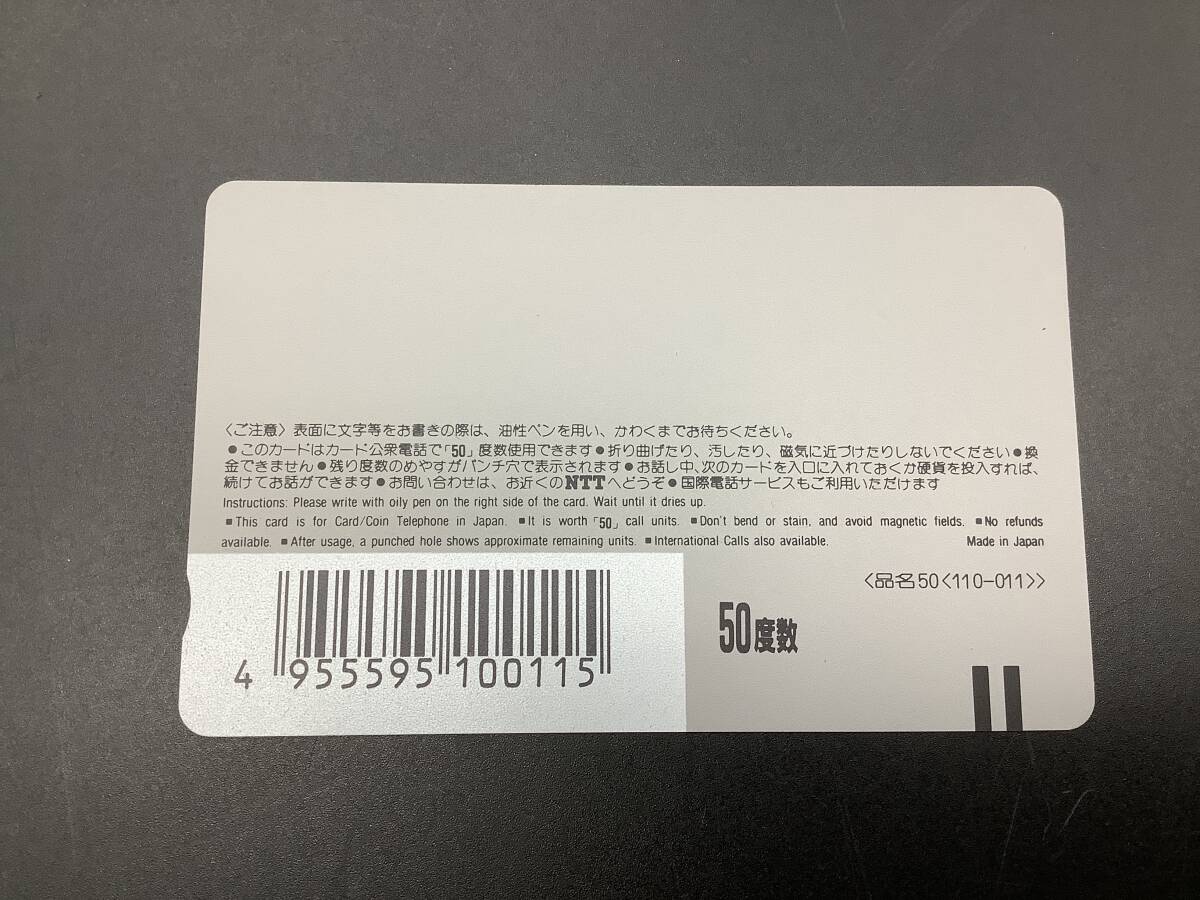 〈ご注意〉表面に文字等をお書きの際は、油性ペンを用い、かわくまでお待ちください。
●このカードはカード公衆電話で「50」度数使用できます●折り曲げたり、汚したり、磁気に近づけたりしないでください●換
金できません●残り度数のめやすがパンチ穴で表示されます●お話し中、次のカードを入口に入れておくか硬貨を投入すれば、
続けてお話ができます●お問い合わせは、お近くのNTTへどうぞ●国際電話サービスもご利用いただけます
Instructions: Please write with oily pen on the right side of the card. Wait until it dries up.
■This card is for Card/Coin Telephone in Japan. ■It is worth「50」call units. ■Don't bend or stain, and avoid magnetic fields. ■No refunds
available. ■After usage, a punched hole shows approximate remaining units. ■International Calls also available. Made in Japan
〈品名50〈110-011〉〉
50度数
4 955595 100115